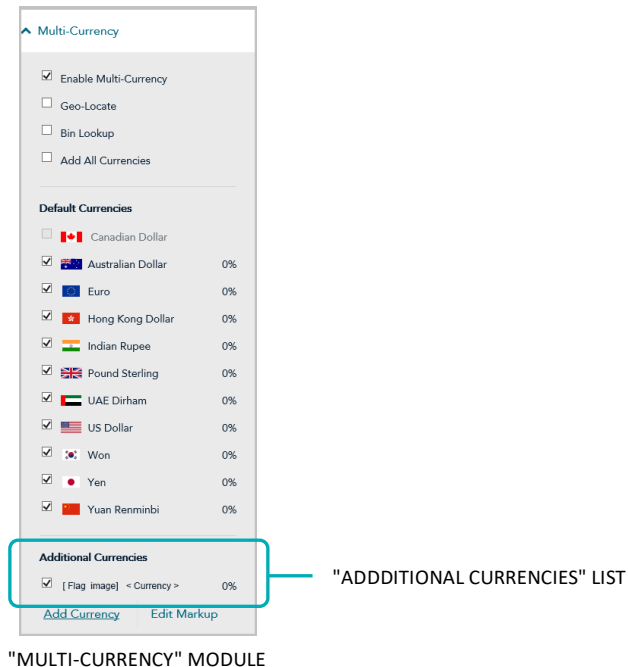 Multi-Currency
Enable Multi-Currency
Geo-Locate
Bin Lookup
Add All Currencies
Default Currencies
Canadian Dollar
Australian Dollar 0%
Euro 0%
Hong Kong Dollar 0%
Indian Rupee 0%
Pound Sterling 0%
UAE Dirham 0%
US Dollar 0%
Won 0%
Yen 0%
Yuan Renminbi 0%
Additional Currencies
[ Flag image] < Currency > 0%
"ADDDITIONAL CURRENCIES" LIST
Add Currency Edit Markup
"MULTI-CURRENCY" MODULE